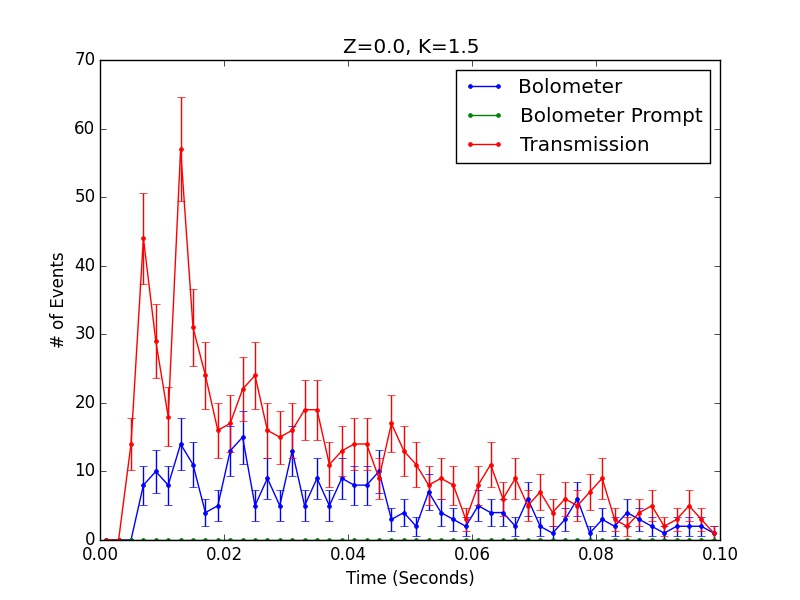 Z=0.0, K=1.5
70
60
50
40
30
20
10
0
# of Events
Bolometer
Bolometer Prompt
Transmission
0.00 0.02 0.04 0.06 0.08 0.10
Time (Seconds)